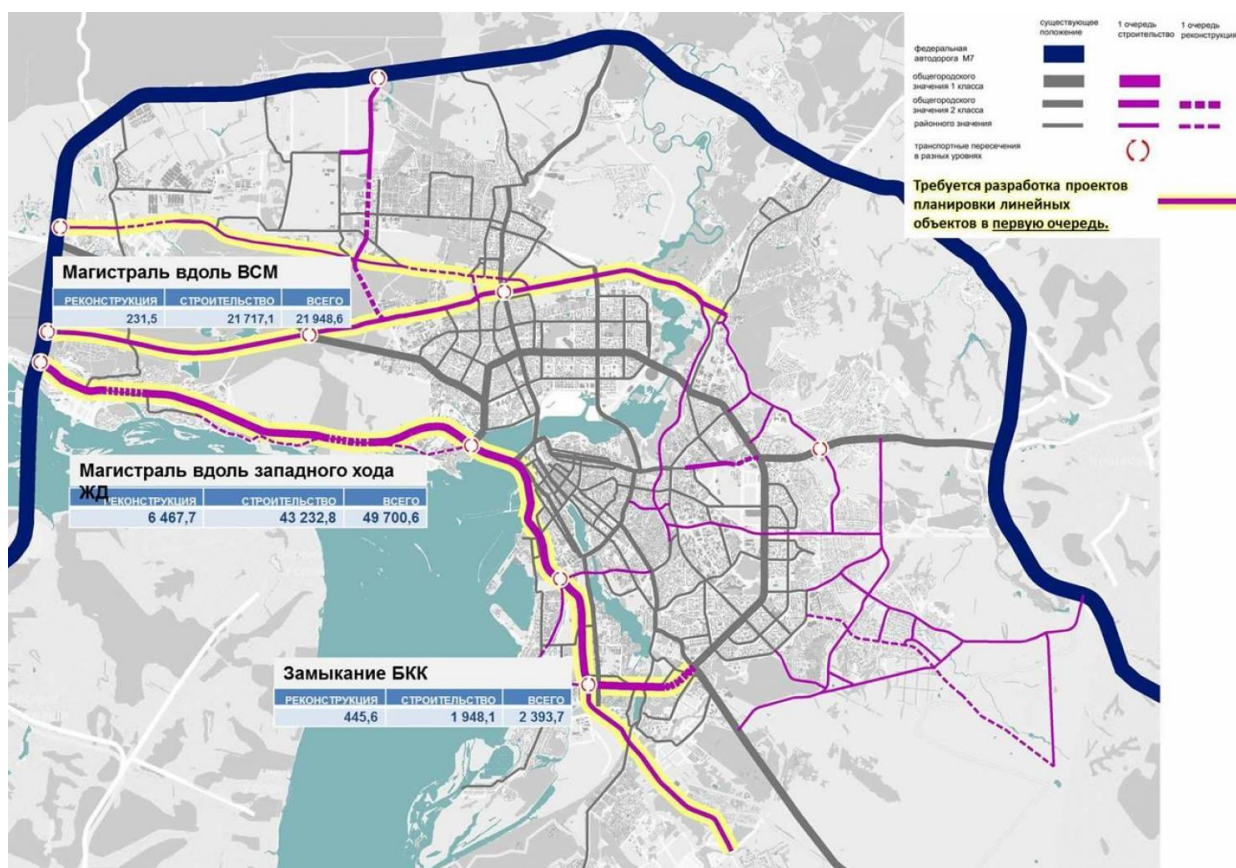 существующее положение
1 очередь строительство
1 очередь реконструкция
федеральная
автодорога М7
общегородского
значения 1 класса
общегородского
значения 2 класса
районного значения
транспортные пересечения
в разных уровнях
Требуется разработка проектов
планировки линейных
объектов в первую очередь.
Магистраль вдоль ВСМ
РЕКОНСТРУКЦИЯ СТРОИТЕЛЬСТВО ВСЕГО
231,5 21 717,1 21 948,6
Магистраль вдоль западного хода
ЖД
РЕКОНСТРУКЦИЯ СТРОИТЕЛЬСТВО ВСЕГО
6 467,7 43 232,8 49 700,6
Замыкание БКК
РЕКОНСТРУКЦИЯ СТРОИТЕЛЬСТВО ВСЕГО
445,6 1 948,1 2 393,7